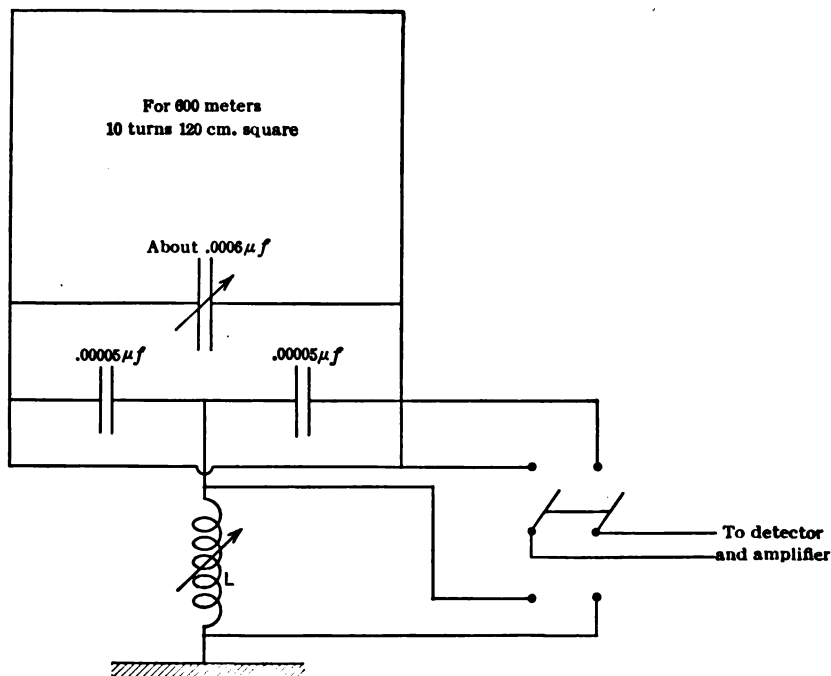 For 600 meters
10 turns 120 cm. square
About .0006μf
.00005μf
.00005μf
L
To detector
and amplifier